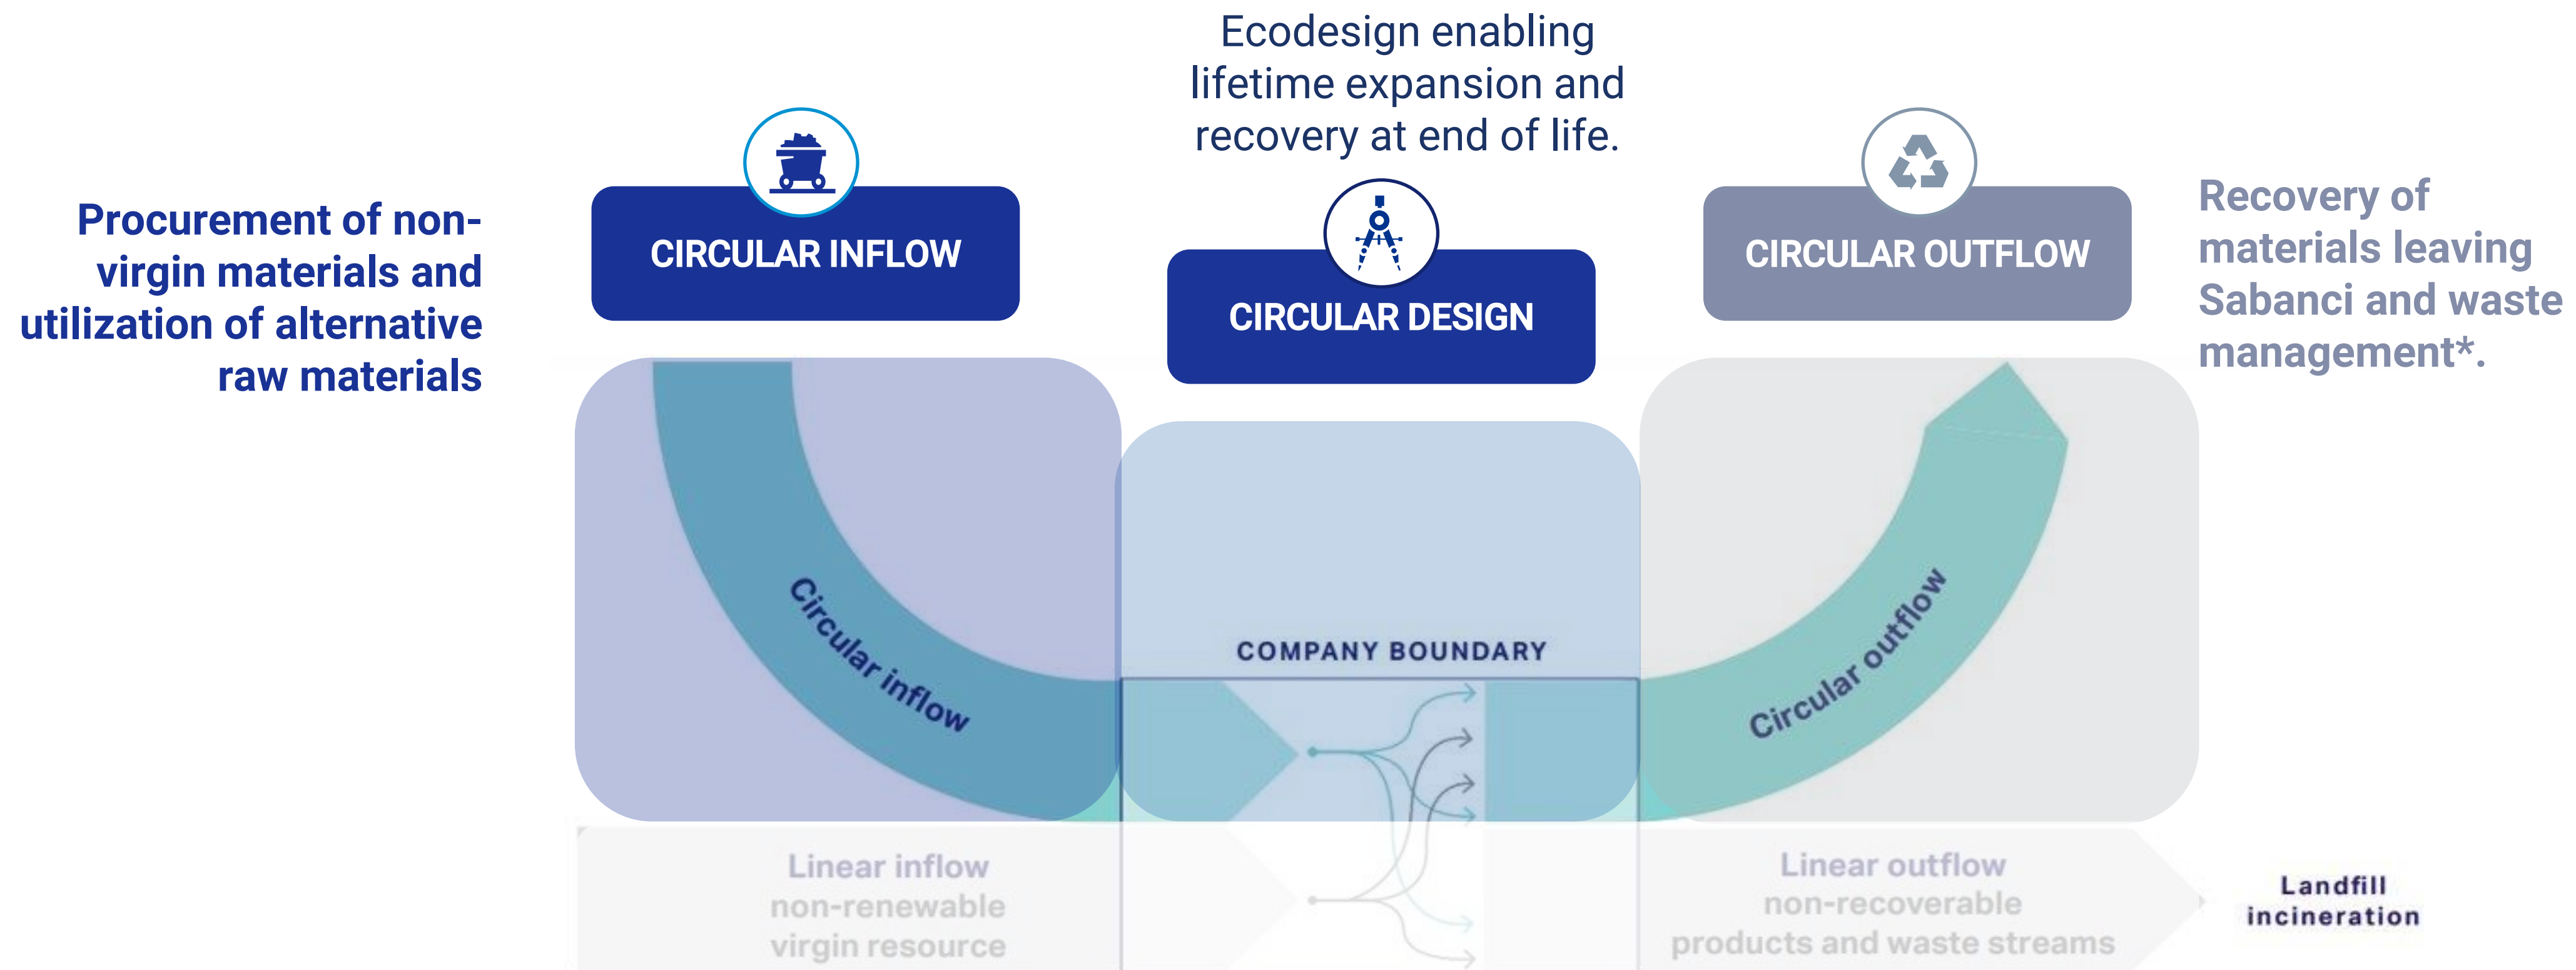 Procurement of non-
virgin materials and
utilization of alternative
raw materials
CIRCULAR INFLOW
Ecodesign enabling
lifetime expansion and
recovery at end of life.
CIRCULAR DESIGN
CIRCULAR OUTFLOW
Recovery of
materials leaving
Sabanci and waste
management*.
Circular inflow
COMPANY BOUNDARY
Circular outflow
Linear inflow
non-renewable
virgin resource
Linear outflow
non-recoverable
products and waste streams
Landfill
incineration